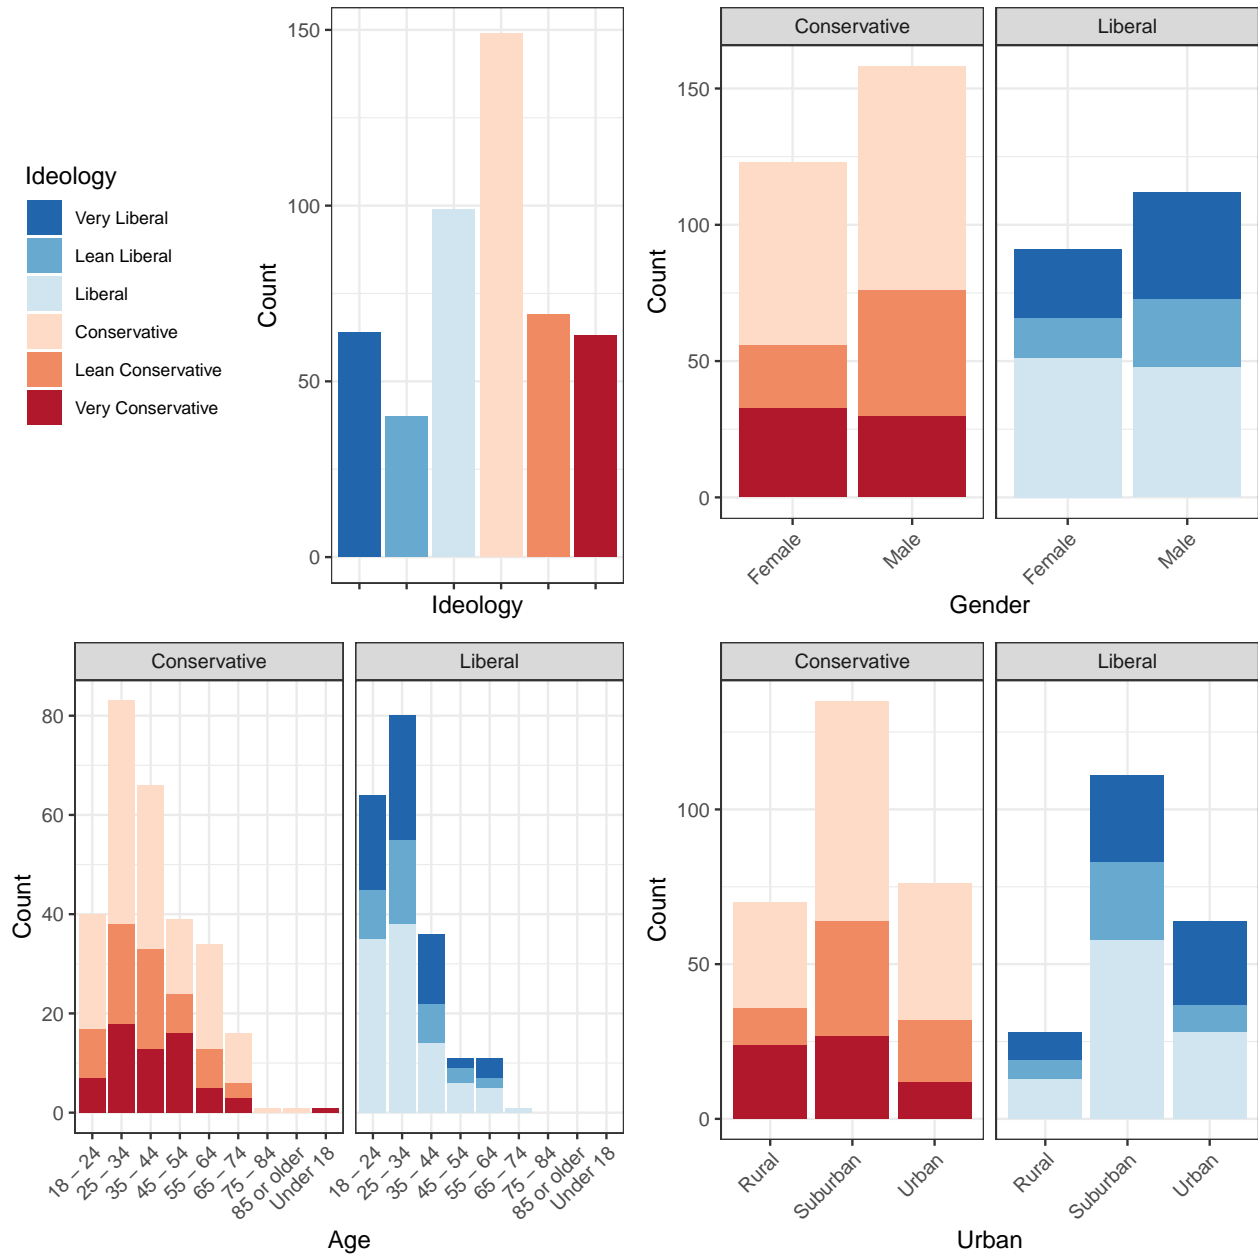 Ideology
Very Liberal
Lean Liberal
Liberal
Conservative
Lean Conservative
Very Conservative
150
100
50
0
Count
Ideology
Conservative
Liberal
150
100
50
0
Count
Female
Male
Female
Male
Gender
Conservative
Liberal
80
60
40
20
0
Count
18 – 24
25 – 34
35 – 44
45 – 54
55 – 64
65 – 74
75 – 84
85 or older
Under 18
18 – 24
25 – 34
35 – 44
45 – 54
55 – 64
65 – 74
75 – 84
85 or older
Under 18
Age
Conservative
Liberal
100
50
0
Count
Rural
Suburban
Urban
Rural
Suburban
Urban
Urban